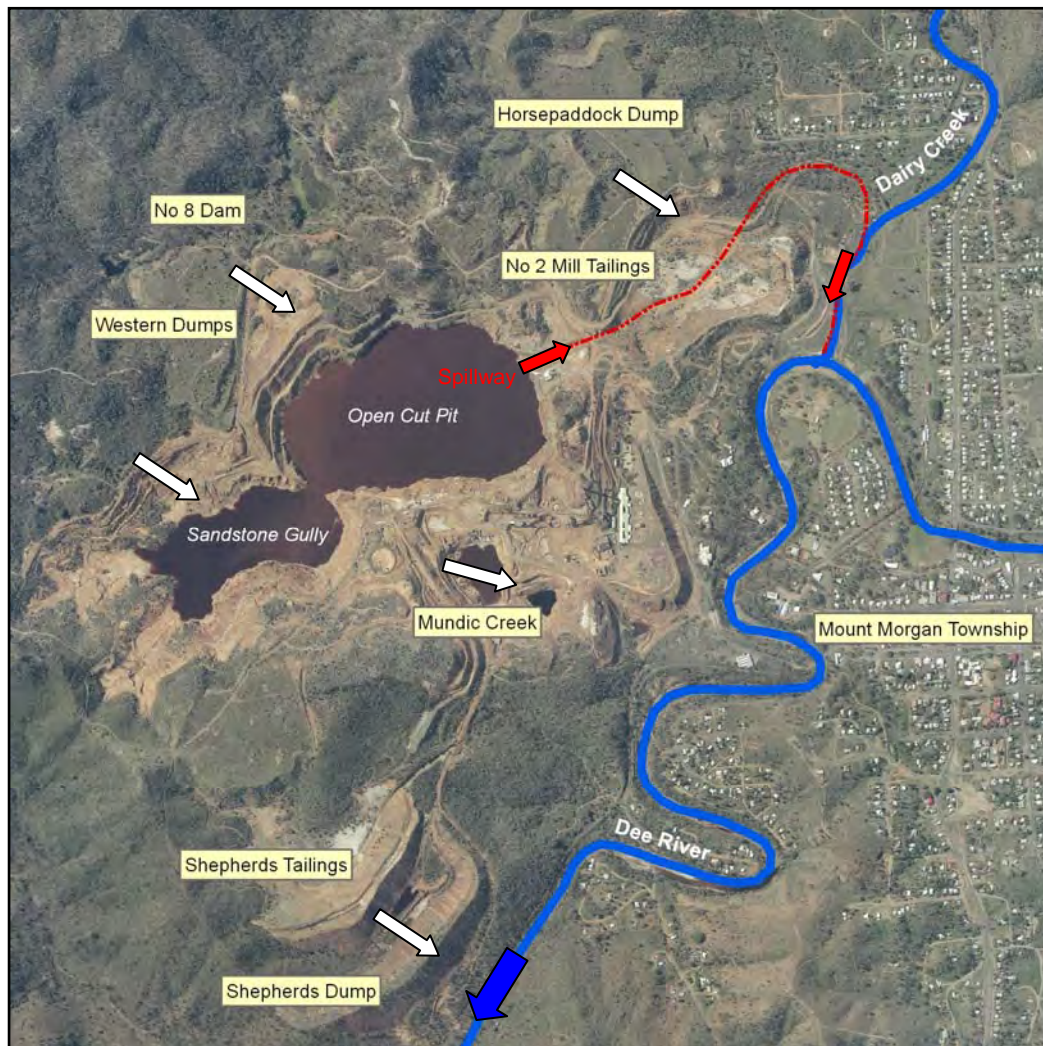 Horsepaddock Dump
Dairy Creek
No 8 Dam
No 2 Mill Tailings
Western Dumps
Spillway
Open Cut Pit
Sandstone Gully
Mundic Creek
Mount Morgan Township
Dee River
Shepherds Tailings
Shepherds Dump